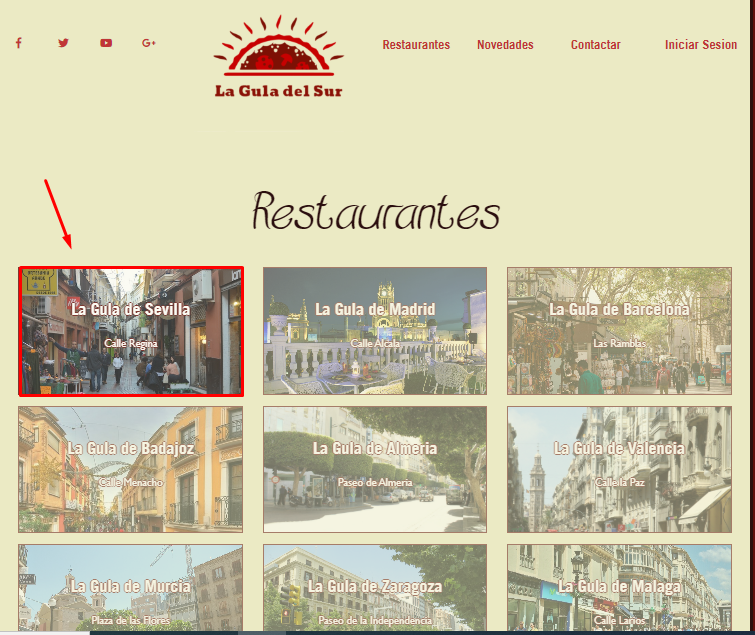 Restaurantes Novedades Contactar Iniciar Sesion
La Gula del Sur
Restaurantes
La Gula de Sevilla
Calle Regina
La Gula de Madrid
Calle Alcala
La Gula de Barcelona
Las Ramblas
La Gula de Badajoz
Calle Menacho
La Gula de Almeria
Paseo de Almeria
La Gula de Valencia
Calle la Paz
La Gula de Murcia
Plaza de las Flores
La Gula de Zaragoza
Paseo de la Independencia
La Gula de Malaga
Calle Larios